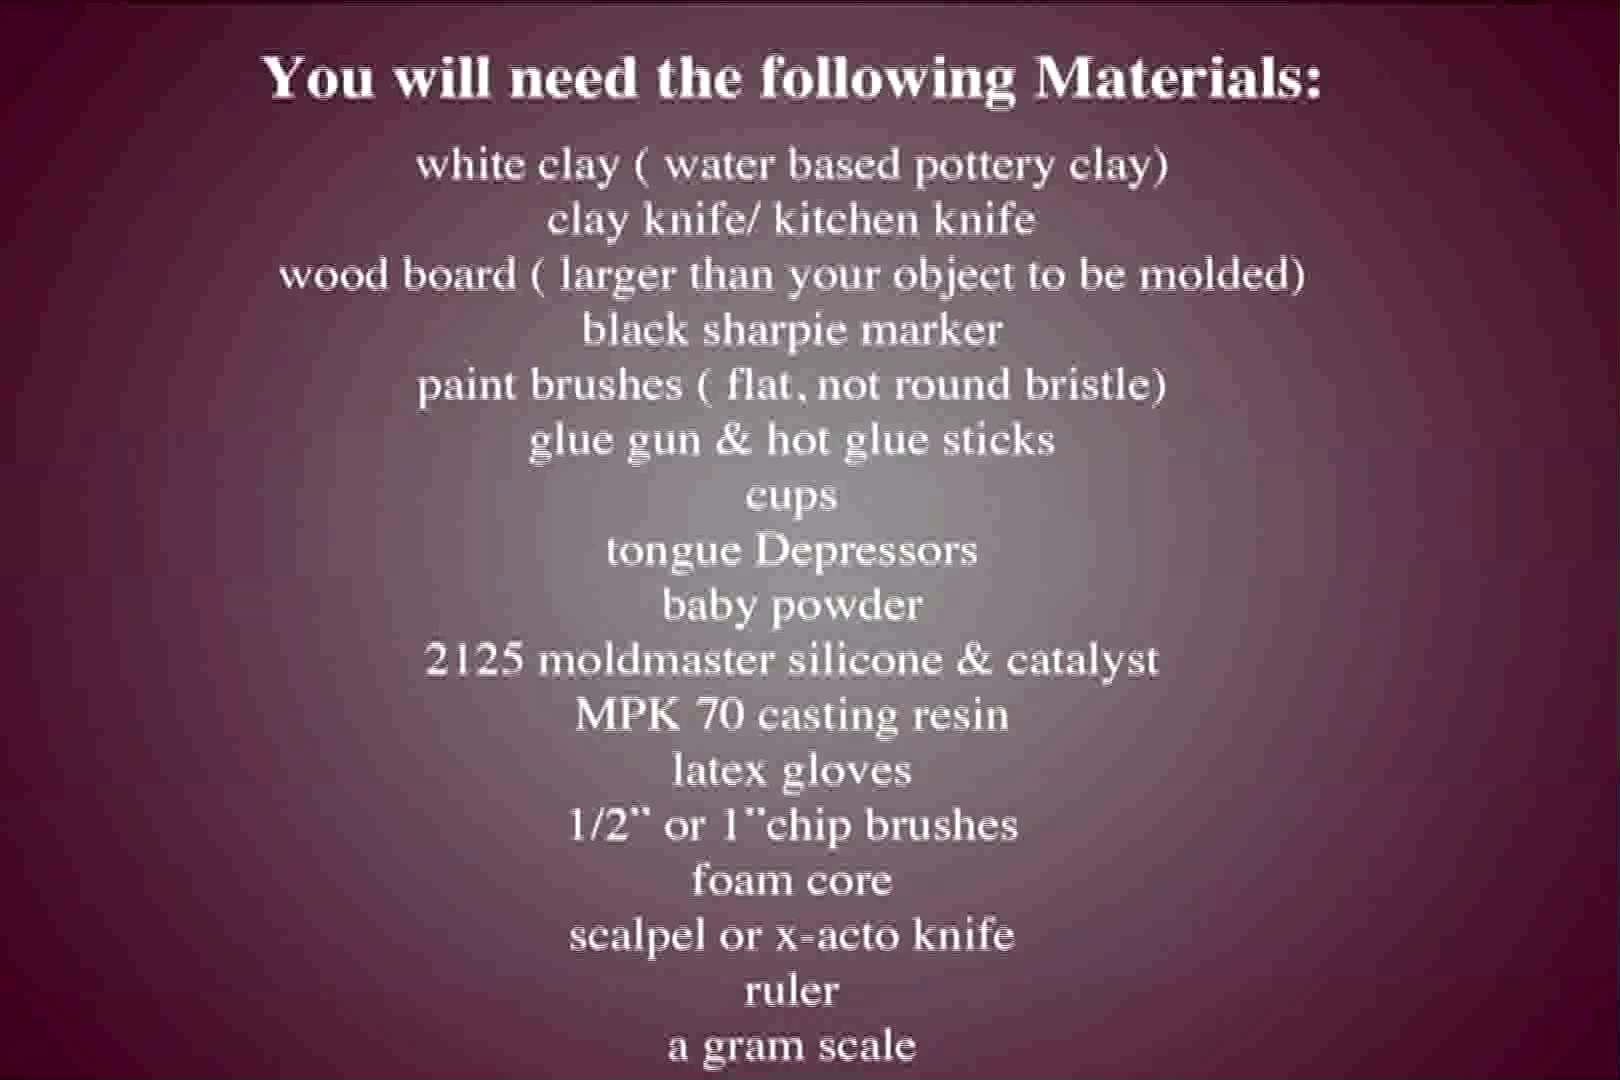 You will need the following Materials:
white clay ( water based pottery clay)
clay knife/ kitchen knife
wood board ( larger than your object to be molded)
black sharpie marker
paint brushes ( flat, not round bristle)
glue gun & hot glue sticks
cups
tongue Depressors
baby powder
2125 moldmaster silicone & catalyst
MPK 70 casting resin
latex gloves
1/2” or 1”chip brushes
foam core
scalpel or x-acto knife
ruler
a gram scale